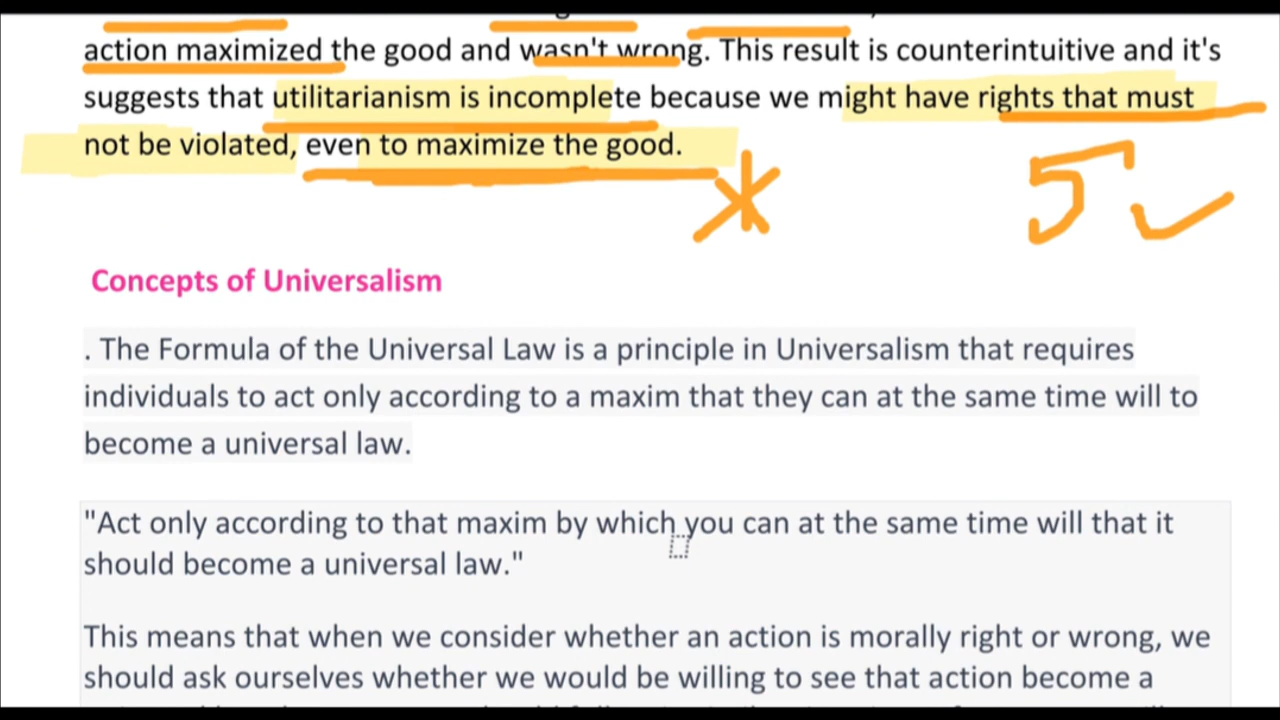 action maximized the good and wasn't wrong. This result is counterintuitive and it's
suggests that utilitarianism is incomplete because we might have rights that must
not be violated, even to maximize the good.
5
Concepts of Universalism
. The Formula of the Universal Law is a principle in Universalism that requires
individuals to act only according to a maxim that they can at the same time will to
become a universal law.
"Act only according to that maxim by which you can at the same time will that it
should become a universal law."
This means that when we consider whether an action is morally right or wrong, we
should ask ourselves whether we would be willing to see that action become a